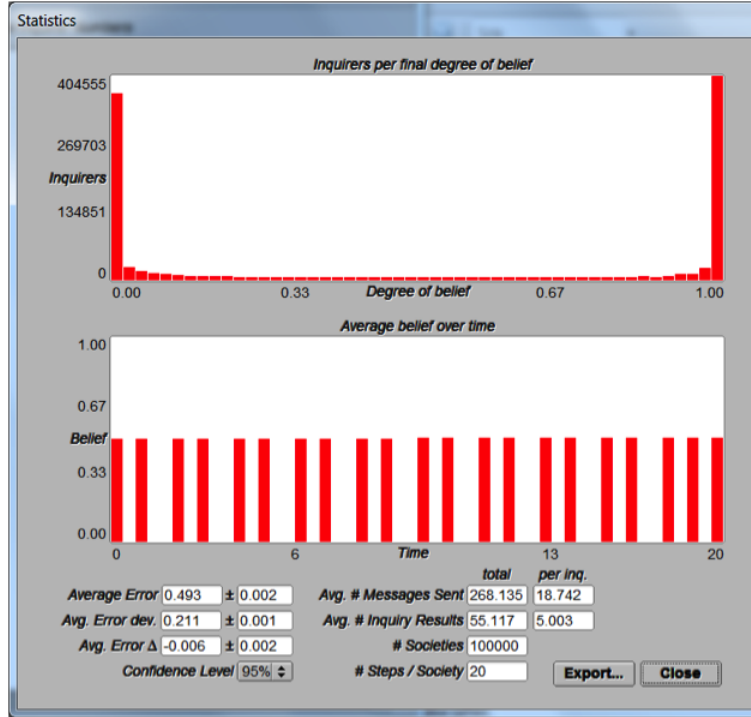 Statistics
Inquirers per final degree of belief
404555
269703
Inquirers
134851
0
0.00 0.33 Degree of belief 0.67 1.00
Average belief over time
1.00
0.67
Belief
0.33
0.00
0 6 Time 13 20
total per inq.
Average Error 0.493 ± 0.002 Avg. # Messages Sent 268.135 18.742
Avg. Error dev. 0.211 ± 0.001 Avg. # Inquiry Results 55.117 5.003
Avg. Error Δ -0.006 ± 0.002 # Societies 100000
Confidence Level 95% # Steps / Society 20 Export... Close